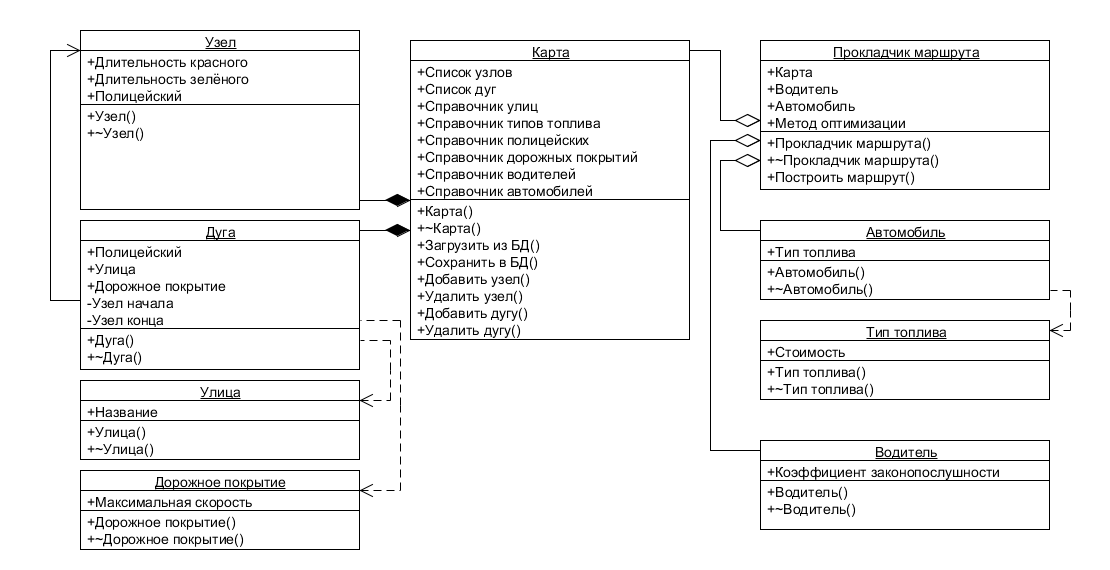 Узел
+Длительность красного
+Длительность зелёного
+Полицейский
+Узел()
+~Узел()
Дуга
+Полицейский
+Улица
+Дорожное покрытие
-Узел начала
-Узел конца
+Дуга()
+~Дуга()
Улица
+Название
+Улица()
+~Улица()
Дорожное покрытие
+Максимальная скорость
+Дорожное покрытие()
+~Дорожное покрытие()
Карта
+Список узлов
+Список дуг
+Справочник улиц
+Справочник типов топлива
+Справочник полицейских
+Справочник дорожных покрытий
+Справочник водителей
+Справочник автомобилей
+Карта()
+~Карта()
+Загрузить из БД()
+Сохранить в БД()
+Добавить узел()
+Удалить узел()
+Добавить дугу()
+Удалить дугу()
Прокладчик маршрута
+Карта
+Водитель
+Автомобиль
+Метод оптимизации
+Прокладчик маршрута()
+~Прокладчик маршрута()
+Построить маршрут()
Автомобиль
+Тип топлива
+Автомобиль()
+~Автомобиль()
Тип топлива
+Стоимость
+Тип топлива()
+~Тип топлива()
Водитель
+Коэффициент законопослушности
+Водитель()
+~Водитель()